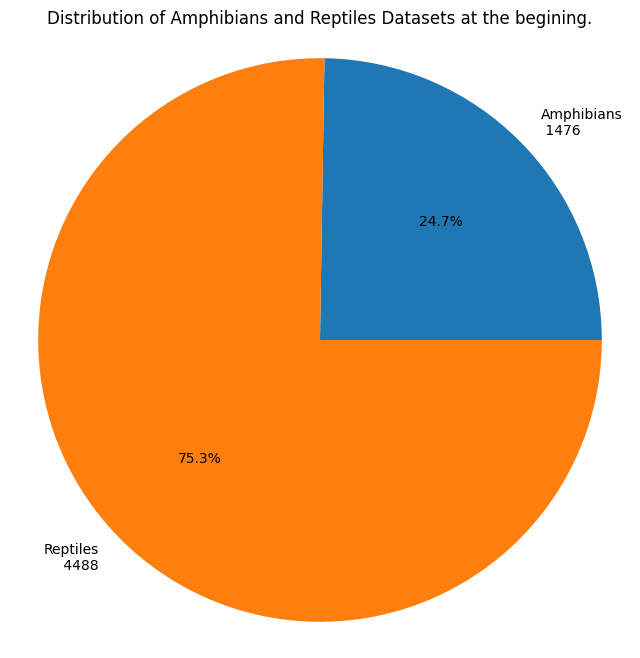 Distribution of Amphibians and Reptiles Datasets at the begining.
Amphibians
1476
24.7%
75.3%
Reptiles
4488